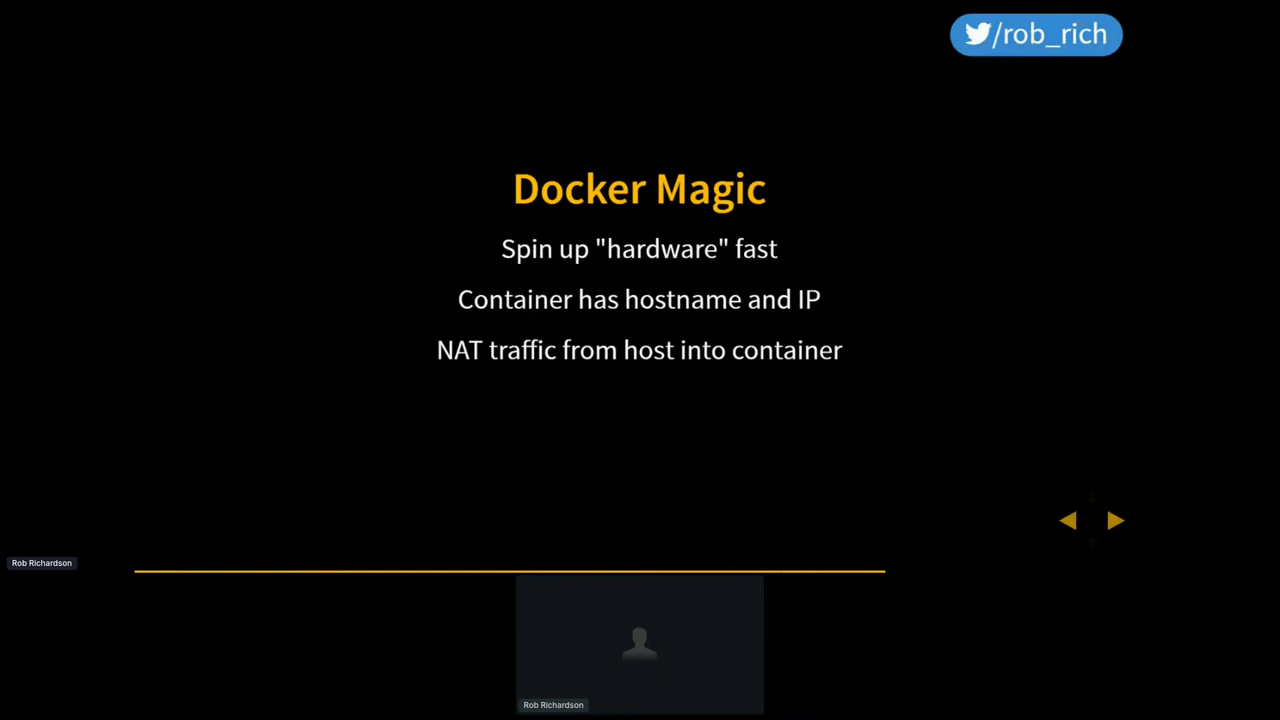 /rob_rich
Docker Magic
Spin up "hardware" fast
Container has hostname and IP
NAT traffic from host into container
Rob Richardson
Rob Richardson